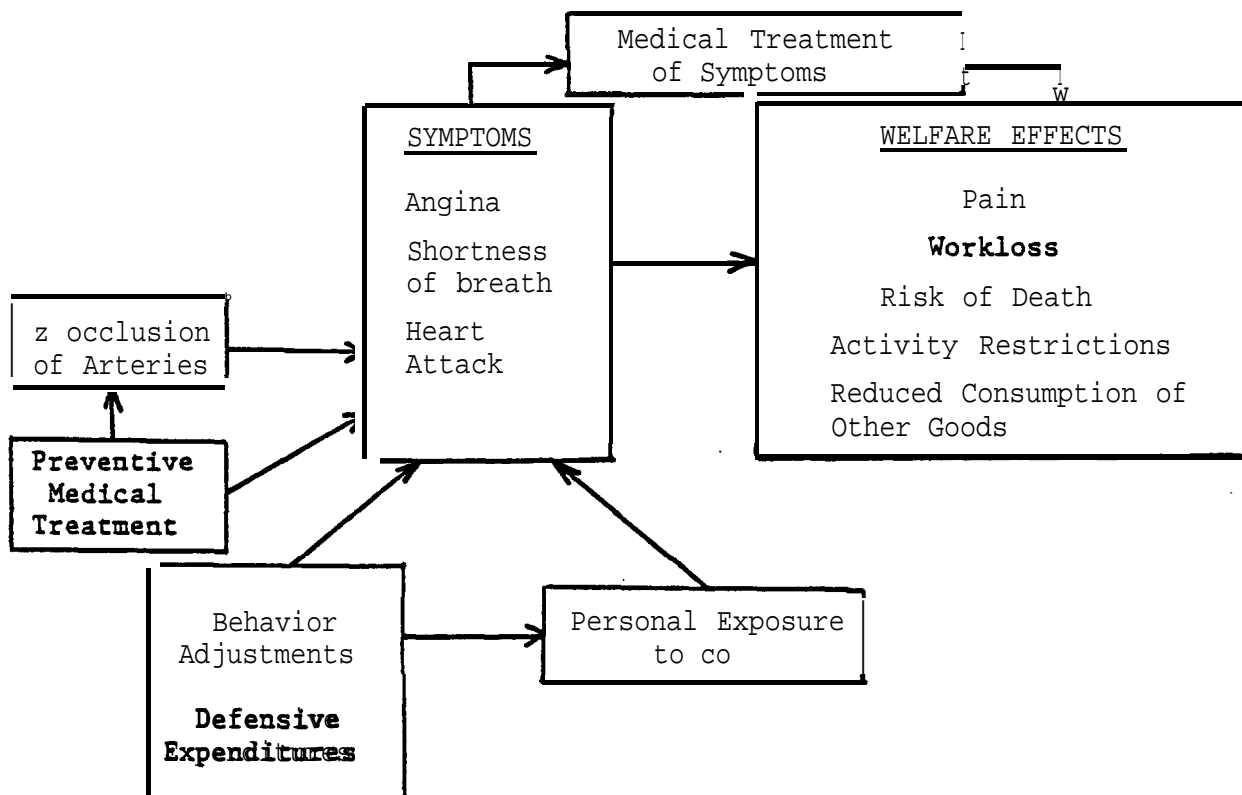 Medical Treatment
of Symptoms
SYMPTOMS
Angina
Shortness
of breath
Heart
Attack
WELFARE EFFECTS
Pain
Workloss
Risk of Death
Activity Restrictions
Reduced Consumption of
Other Goods
z occlusion
of Arteries
Preventive
Medical
Treatment
Behavior
Adjustments
Defensive
Expenditures
Personal Exposure
to co